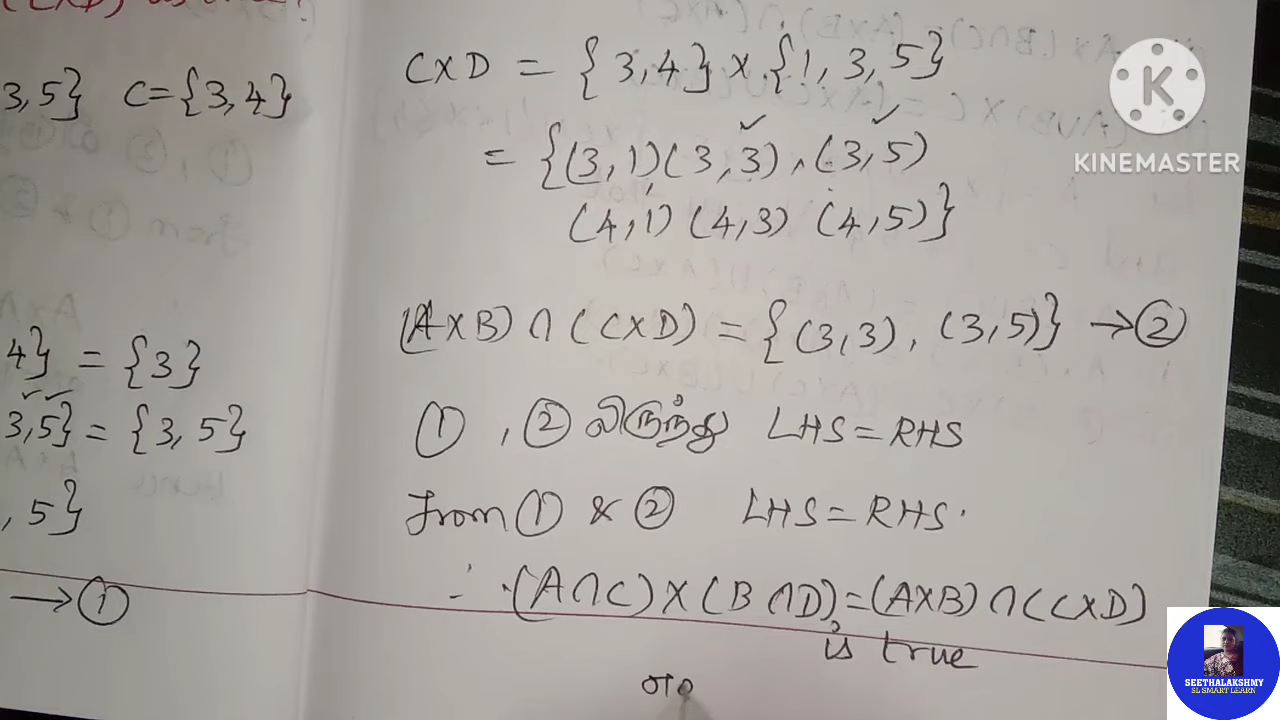 3,5} C={3,4}
4} = {3}
3,5} = {3,5}
, 5}
→ ①
C×D = {3,4} × {1, 3, 5}
= {(3,1)(3,3), (3,5)
(4,1) (4,3) (4,5)}
(A×B) ∩ (C×D) = {(3,3), (3,5)} → ②
①, ② லிருந்து LHS = RHS
From ① & ② LHS = RHS.
∴ (A∩C)×(B∩D) = (A×B)∩(C×D)
is true
KINEMASTER
SEETHALAKSHMY
SL SMART LEARN